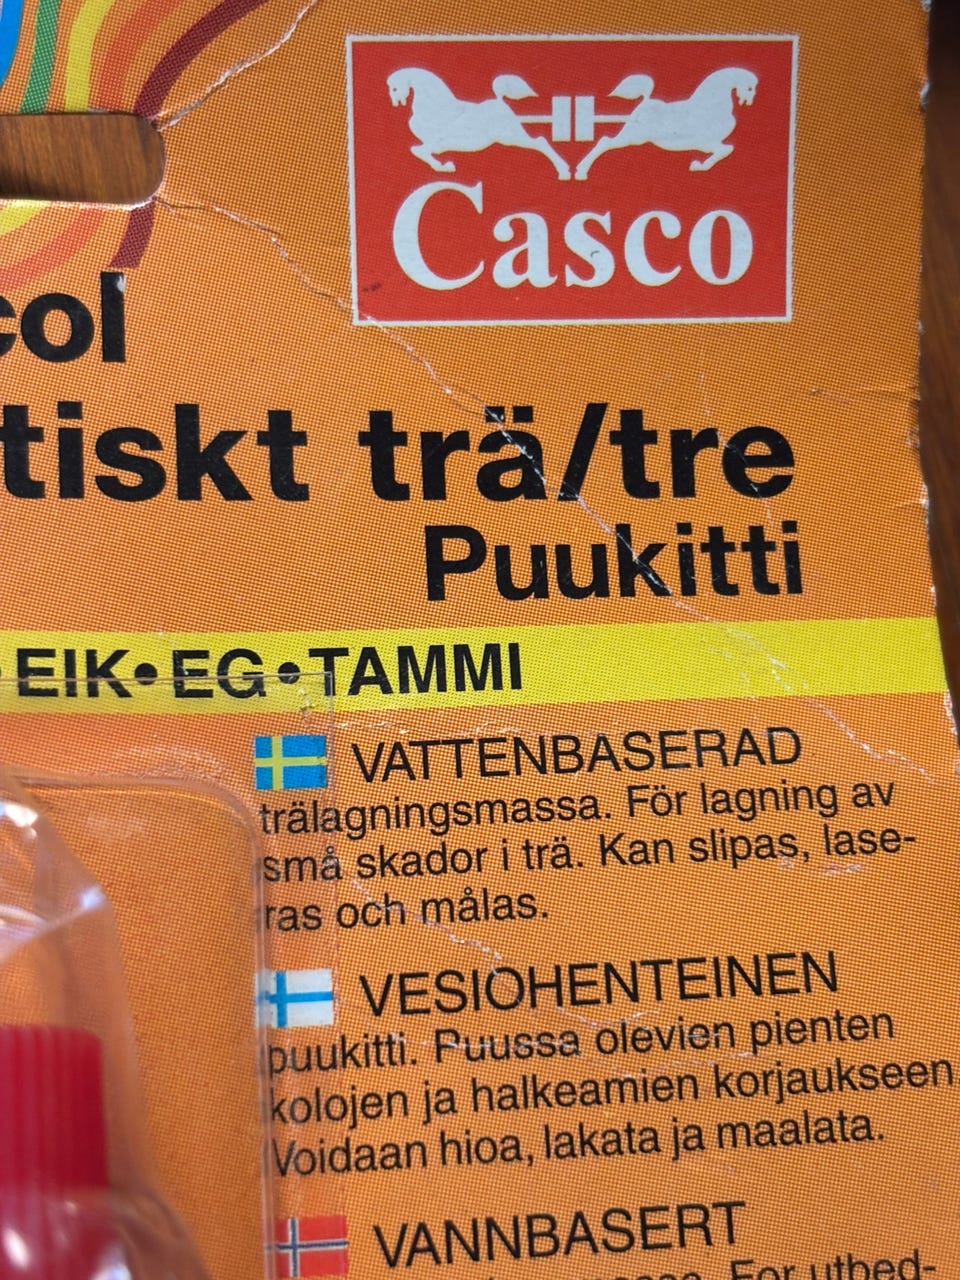 Casco
col
tiskt trä/tre
Puukitti
EIK•EG•TAMMI
VATTENBASERAD
trälagningsmassa. För lagning av
små skador i trä. Kan slipas, lase-
ras och målas.
VESIOHENTEINEN
puukitti. Puussa olevien pienten
kolojen ja halkeamien korjaukseen
Voidaan hioa, lakata ja maalata.
VANNBASERT
For utbed-